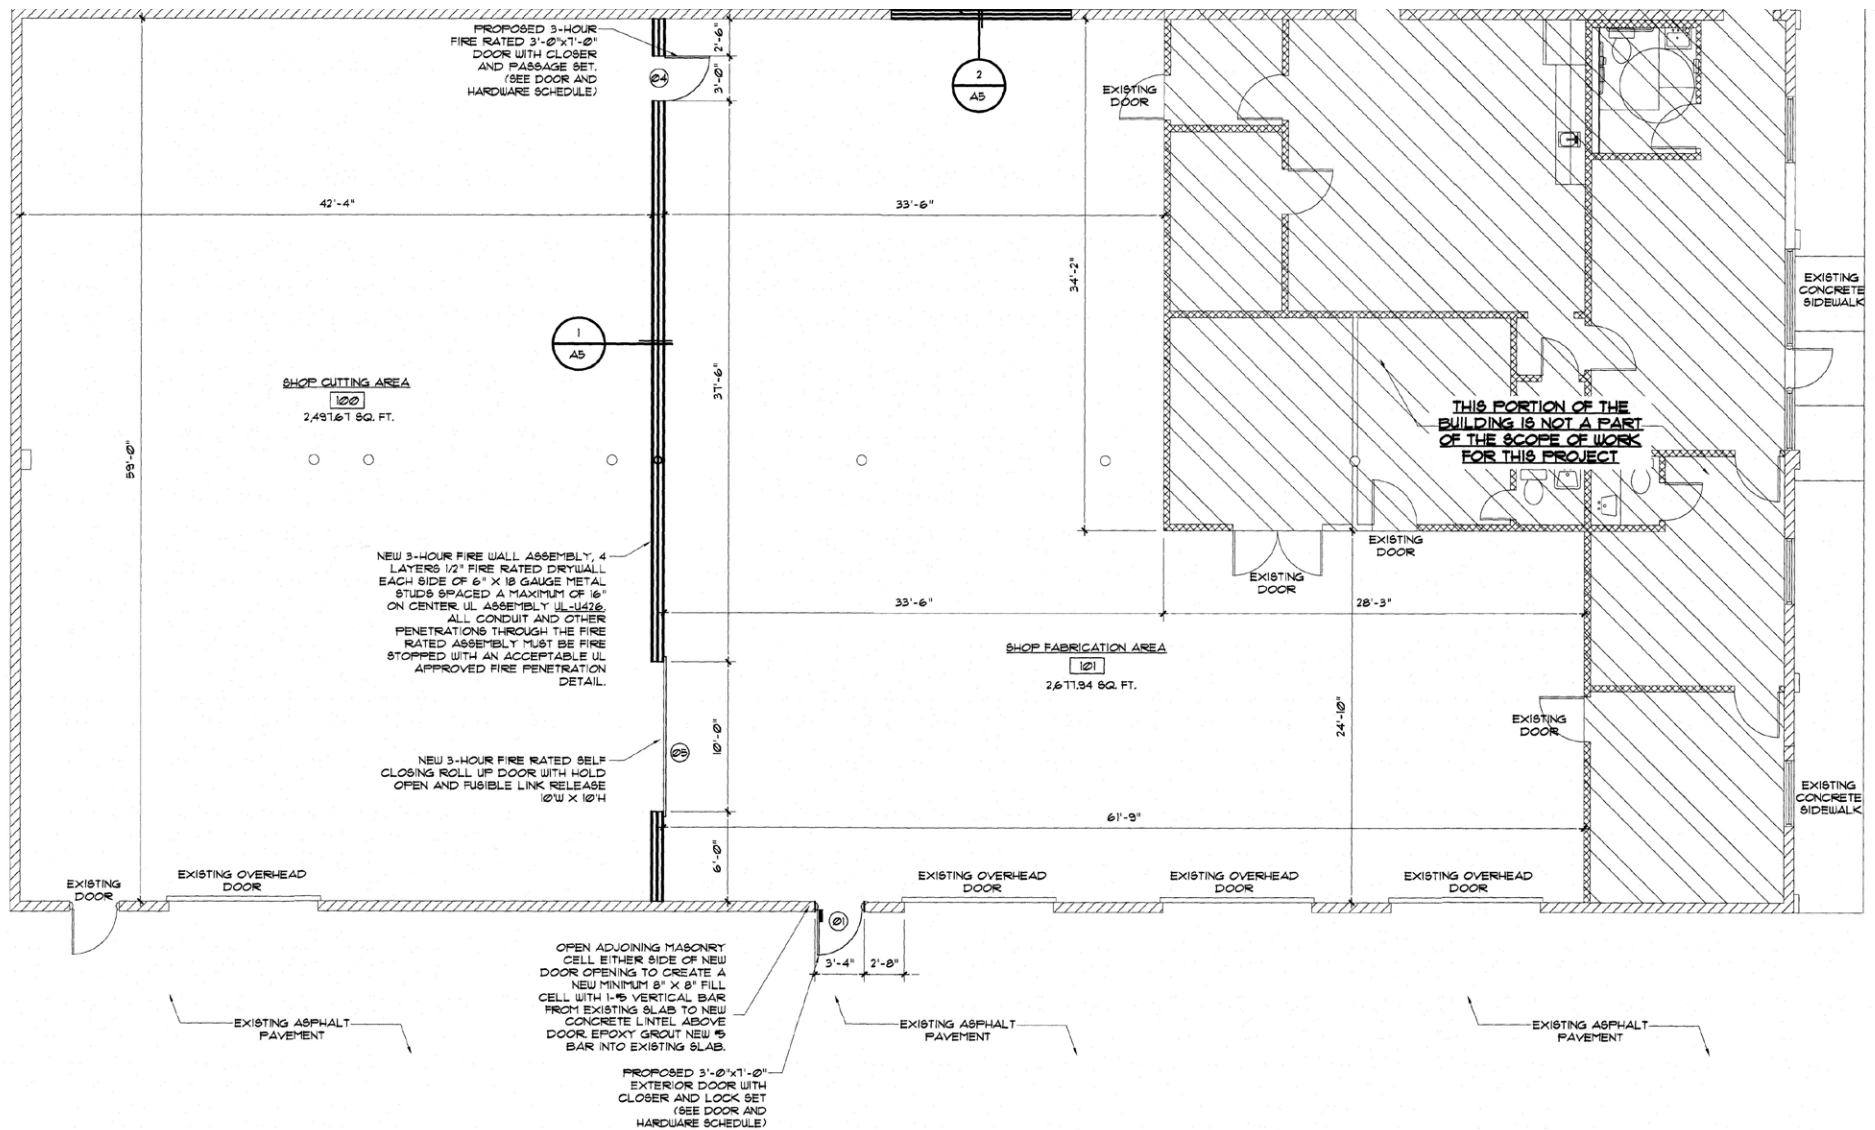 PROPOSED 3-HOUR
FIRE RATED 3'-0"x7'-0"
DOOR WITH CLOSER
AND PASSAGE SET.
(SEE DOOR AND
HARDWARE SCHEDULE)
04
2'-6"
3'-0"
2
A5
EXISTING
DOOR
42'-4"
33'-6"
34'-2"
EXISTING
CONCRETE
SIDEWALK
1
A5
SHOP CUTTING AREA
100
2,497.67 SQ. FT.
59'-0"
37'-6"
THIS PORTION OF THE
BUILDING IS NOT A PART
OF THE SCOPE OF WORK
FOR THIS PROJECT
NEW 3-HOUR FIRE WALL ASSEMBLY, 4
LAYERS 1/2" FIRE RATED DRYWALL
EACH SIDE OF 6" X 18 GAUGE METAL
STUDS SPACED A MAXIMUM OF 16"
ON CENTER. UL ASSEMBLY UL-U426.
ALL CONDUIT AND OTHER
PENETRATIONS THROUGH THE FIRE
RATED ASSEMBLY MUST BE FIRE
STOPPED WITH AN ACCEPTABLE UL
APPROVED FIRE PENETRATION
DETAIL.
EXISTING
DOOR
EXISTING
DOOR
33'-6"
28'-3"
SHOP FABRICATION AREA
101
2,677.94 SQ. FT.
24'-10"
EXISTING
DOOR
NEW 3-HOUR FIRE RATED SELF
CLOSING ROLL UP DOOR WITH HOLD
OPEN AND FUSIBLE LINK RELEASE
10'W X 10'H
05
10'-0"
EXISTING
CONCRETE
SIDEWALK
61'-9"
6'-0"
EXISTING
DOOR
EXISTING OVERHEAD
DOOR
EXISTING OVERHEAD
DOOR
EXISTING OVERHEAD
DOOR
EXISTING OVERHEAD
DOOR
01
3'-4"
2'-8"
OPEN ADJOINING MASONRY
CELL EITHER SIDE OF NEW
DOOR OPENING TO CREATE A
NEW MINIMUM 8" X 8" FILL
CELL WITH 1-#5 VERTICAL BAR
FROM EXISTING SLAB TO NEW
CONCRETE LINTEL ABOVE
DOOR. EPOXY GROUT NEW #5
BAR INTO EXISTING SLAB.
EXISTING ASPHALT
PAVEMENT
EXISTING ASPHALT
PAVEMENT
EXISTING ASPHALT
PAVEMENT
PROPOSED 3'-0"x7'-0"
EXTERIOR DOOR WITH
CLOSER AND LOCK SET
(SEE DOOR AND
HARDWARE SCHEDULE)